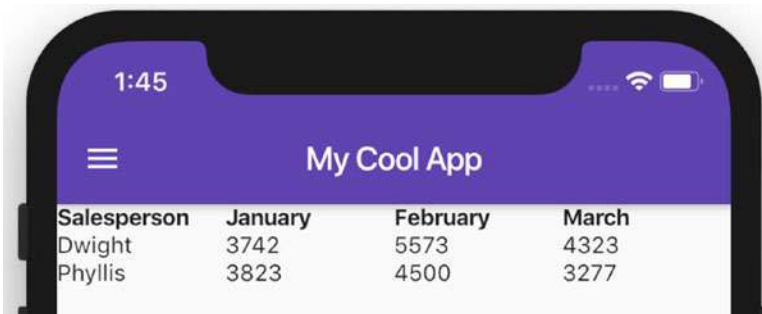 1:45
My Cool App
Salesperson January February March
Dwight 3742 5573 4323
Phyllis 3823 4500 3277